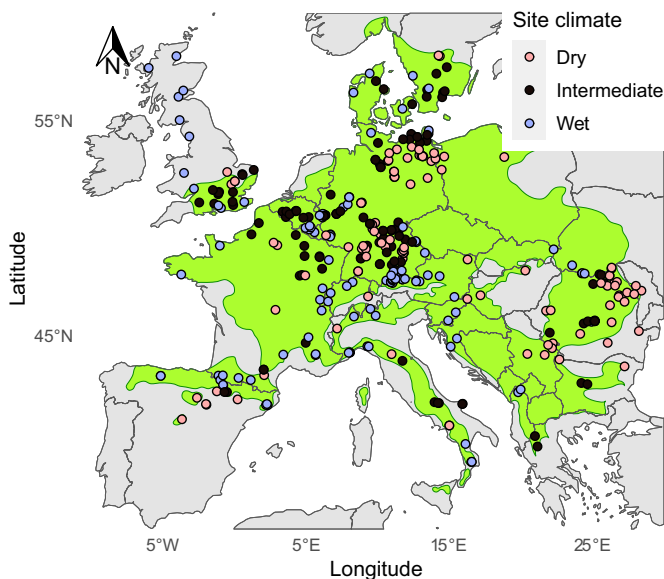 Site climate
Dry
Intermediate
Wet
N
55°N
45°N
Latitude
5°W
5°E
15°E
25°E
Longitude